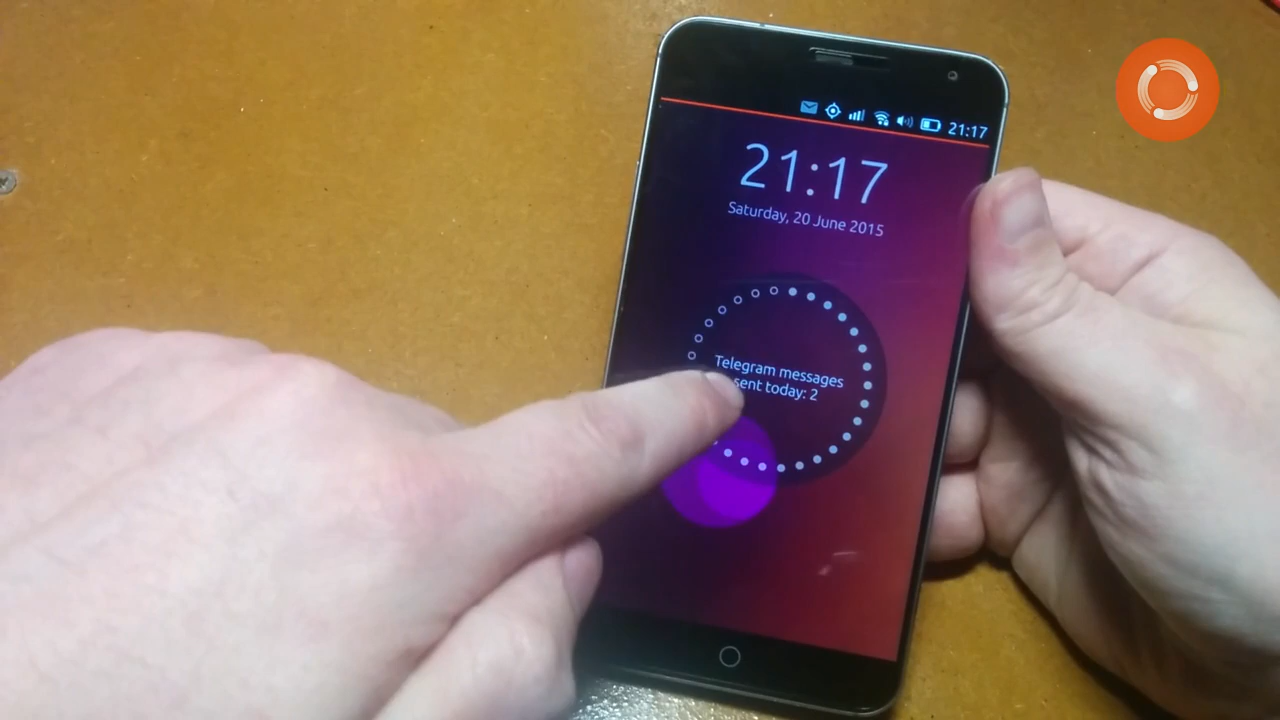 21:17
21:17
Saturday, 20 June 2015
Telegram messages
sent today: 2